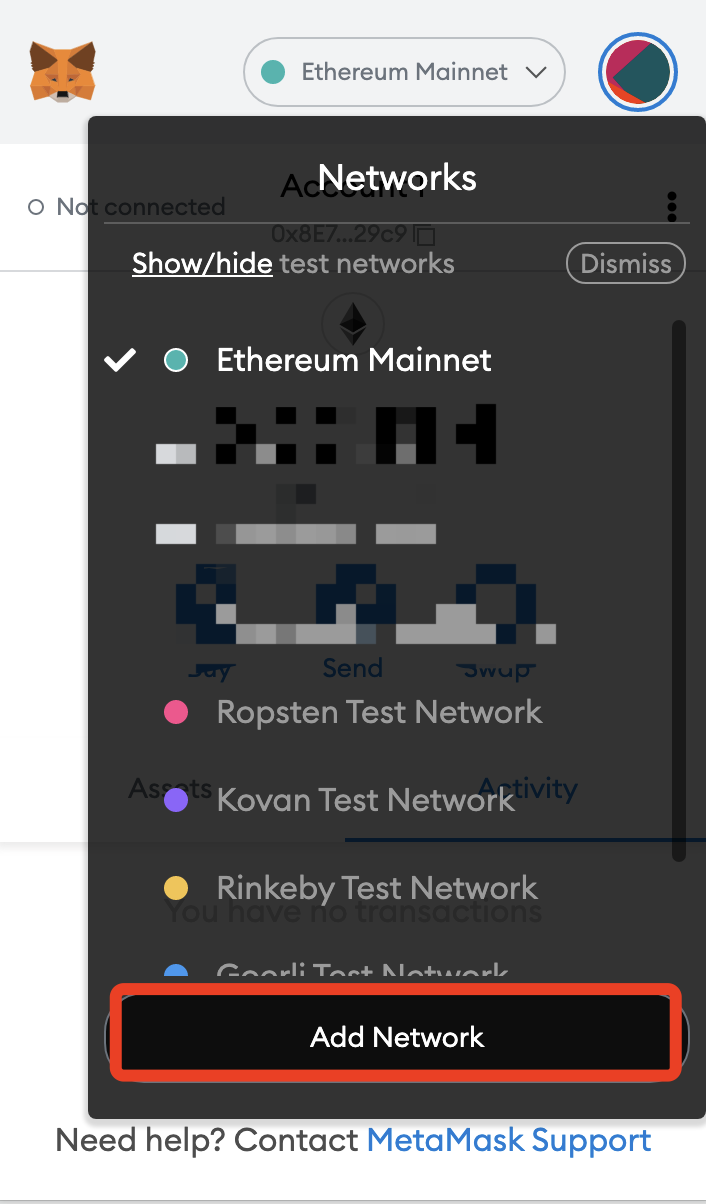 Ethereum Mainnet
Networks
Account 1
Not connected
0x8E7...29c9
Show/hide test networks
Dismiss
Ethereum Mainnet
Buy
Send
Swap
Ropsten Test Network
Assets
Activity
Kovan Test Network
Rinkeby Test Network
You have no transactions
Goerli Test Network
Add Network
Need help? Contact MetaMask Support